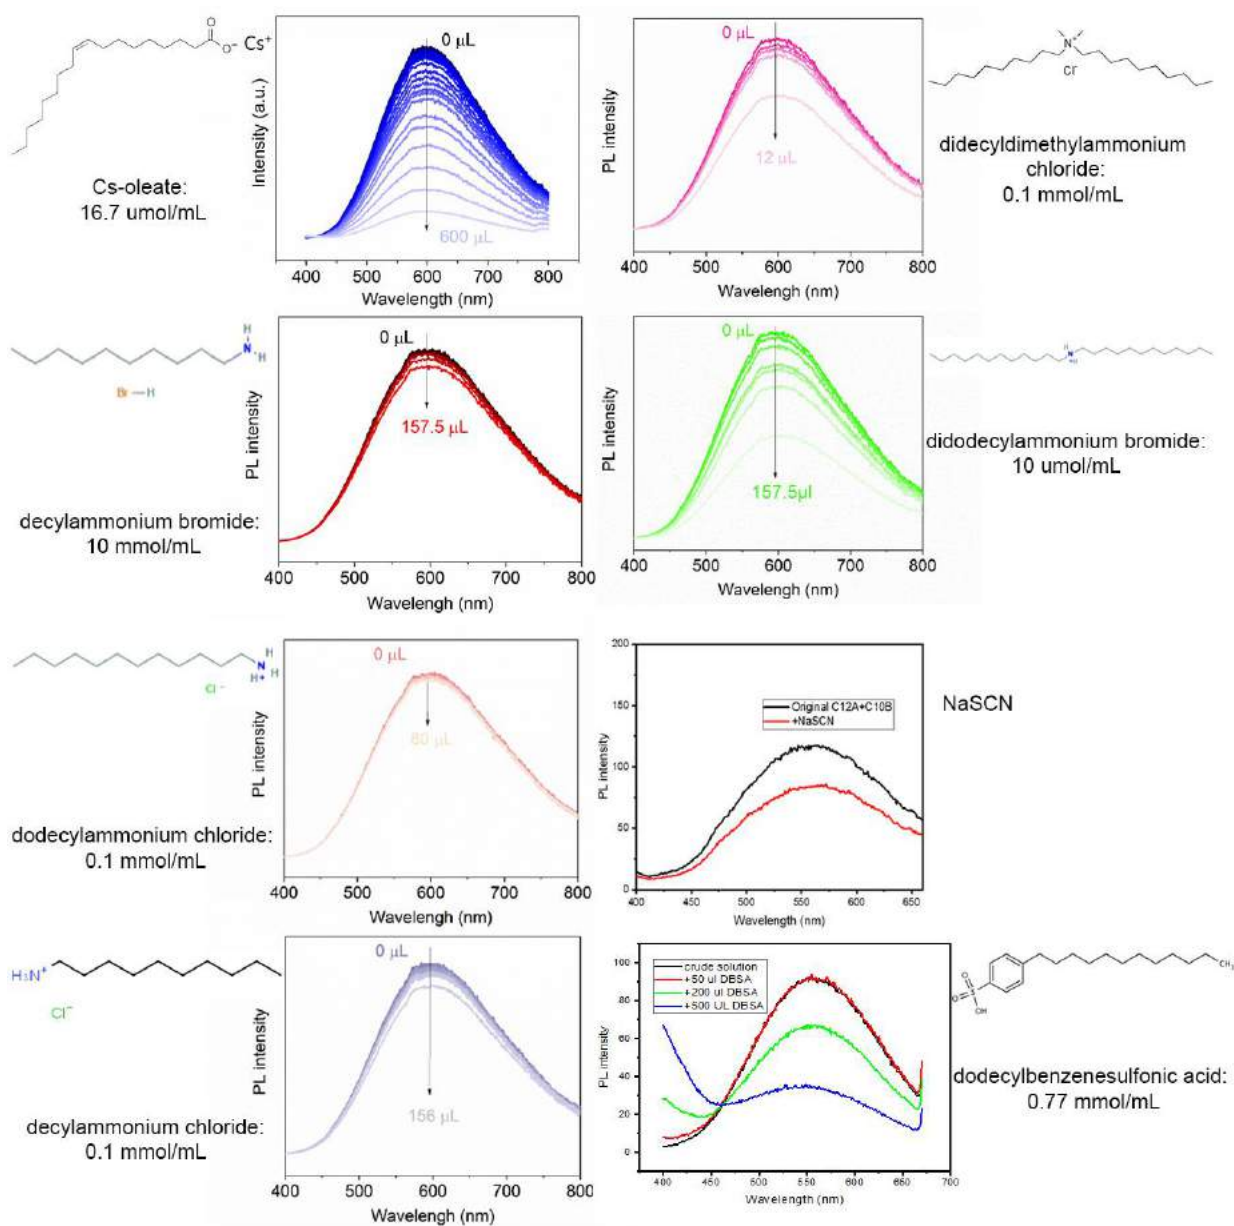 O
O⁻ Cs⁺
Cs-oleate:
16.7 umol/mL
Intensity (a.u.)
0 µL
600 µL
400 500 600 700 800
Wavelength (nm)
PL intensity
0 µL
12 µL
400 500 600 700 800
Wavelengh (nm)
N⁺
Cl⁻
didecyldimethylammonium
chloride:
0.1 mmol/mL
H
N
H
Br—H
decylammonium bromide:
10 mmol/mL
PL intensity
0 µL
157.5 µL
400 500 600 700 800
Wavelengh (nm)
PL intensity
0 µL
157.5µl
400 500 600 700 800
Wavelengh (nm)
didodecylammonium bromide:
10 umol/mL
H
N H
H⁺
Cl⁻
dodecylammonium chloride:
0.1 mmol/mL
PL intensity
0 µL
80 µL
400 500 600 700 800
Wavelengh (nm)
PL intensity
200
150
100
50
0
Original C12A+C10B
+NaSCN
400 450 500 550 600 650
Wavelength (nm)
NaSCN
H₃N⁺
Cl⁻
decylammonium chloride:
0.1 mmol/mL
PL intensity
0 µL
156 µL
400 500 600 700 800
Wavelengh (nm)
PL intensity
100
80
60
40
20
0
crude solution
+50 ul DBSA
+200 ul DBSA
+500 UL DBSA
400 450 500 550 600 650 700
Wavelength (nm)
CH₃
O
S
O
OH
dodecylbenzenesulfonic acid:
0.77 mmol/mL